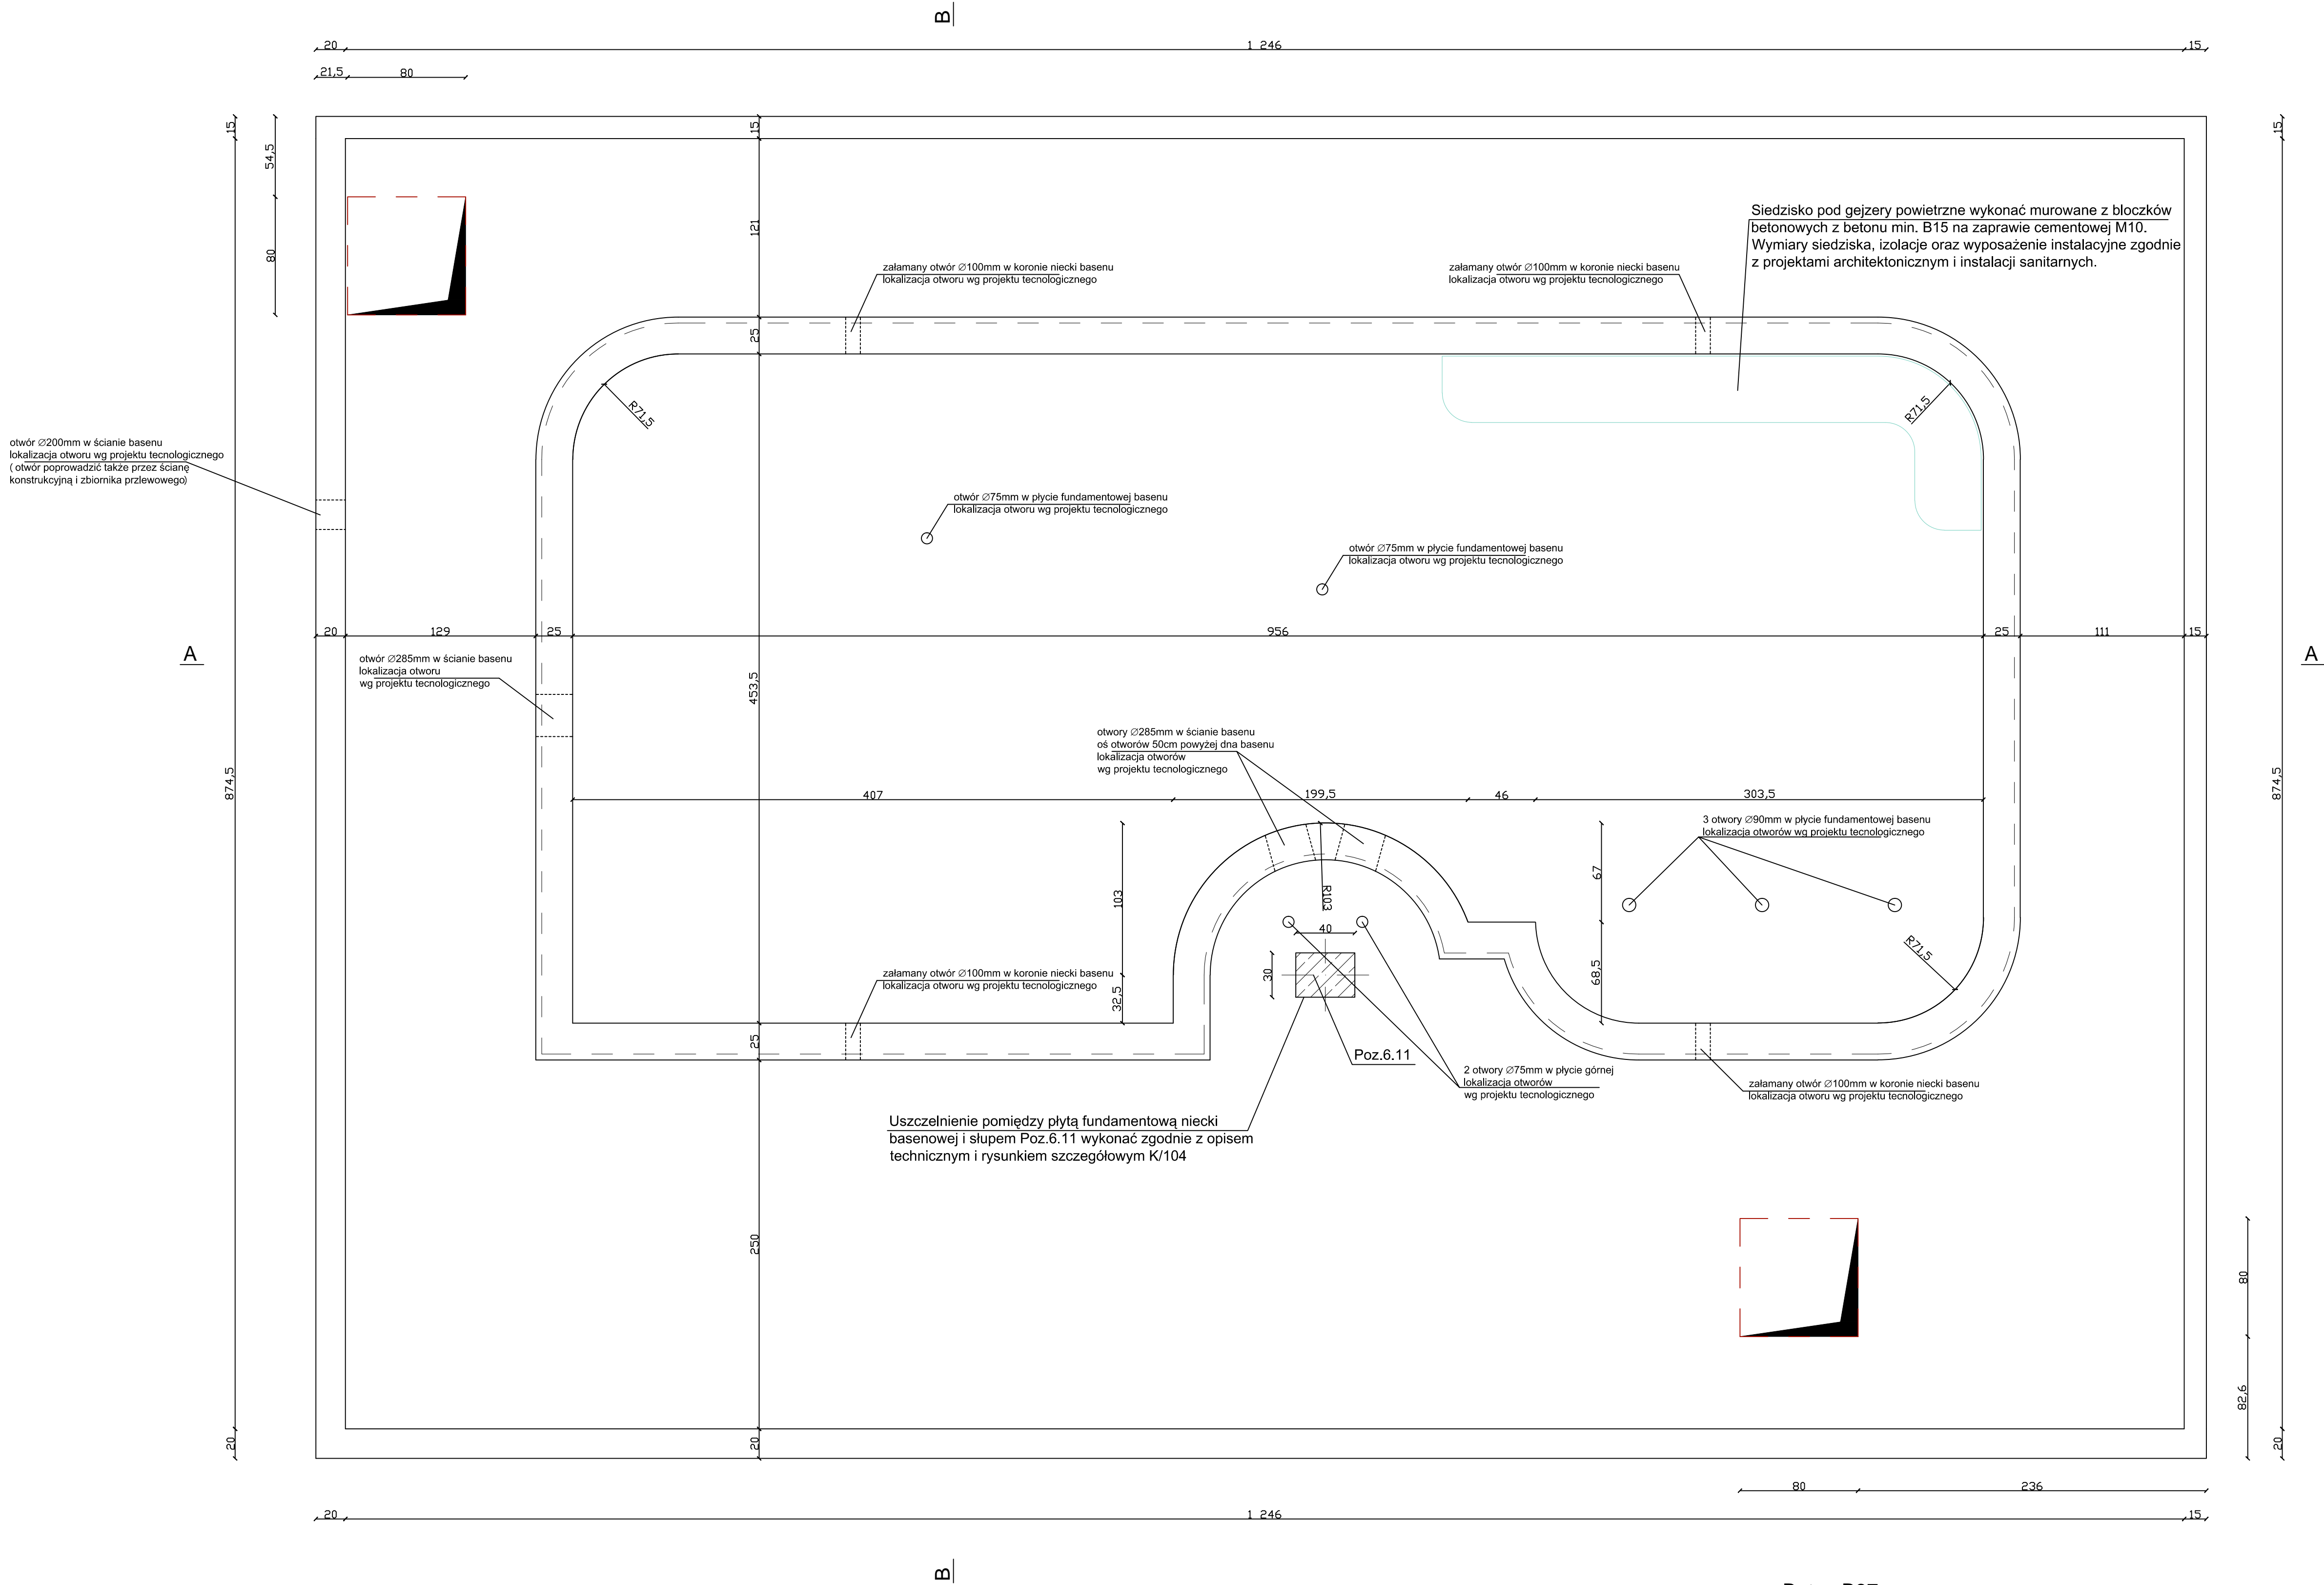 B
20
1 246
15
21,5
80
15
54,5
80
15
121
25
15
Siedzisko pod gejzery powietrzne wykonać murowane z bloczków
betonowych z betonu min. B15 na zaprawie cementowej M10.
Wymiary siedziska, izolacje oraz wyposażenie instalacyjne zgodnie
z projektami architektonicznym i instalacji sanitarnych.
załamany otwór ∅100mm w koronie niecki basenu
lokalizacja otworu wg projektu tecnologicznego
załamany otwór ∅100mm w koronie niecki basenu
lokalizacja otworu wg projektu tecnologicznego
R71,5
R71,5
otwór ∅200mm w ścianie basenu
lokalizacja otworu wg projektu tecnologicznego
( otwór poprowadzić także przez ścianę
konstrukcyjną i zbiornika przlewowego)
otwór ∅75mm w płycie fundamentowej basenu
lokalizacja otworu wg projektu tecnologicznego
otwór ∅75mm w płycie fundamentowej basenu
lokalizacja otworu wg projektu tecnologicznego
20
129
25
956
25
111
15
A
A
otwór ∅285mm w ścianie basenu
lokalizacja otworu
wg projektu tecnologicznego
453,5
874,5
874,5
otwory ∅285mm w ścianie basenu
oś otworów 50cm powyżej dna basenu
lokalizacja otworów
wg projektu tecnologicznego
407
199,5
46
303,5
3 otwory ∅90mm w płycie fundamentowej basenu
lokalizacja otworów wg projektu tecnologicznego
103
R103
67
40
30
68,5
32,5
R71,5
załamany otwór ∅100mm w koronie niecki basenu
lokalizacja otworu wg projektu tecnologicznego
25
Poz.6.11
2 otwory ∅75mm w płycie górnej
lokalizacja otworów
wg projektu tecnologicznego
załamany otwór ∅100mm w koronie niecki basenu
lokalizacja otworu wg projektu tecnologicznego
Uszczelnienie pomiędzy płytą fundamentową niecki
basenowej i słupem Poz.6.11 wykonać zgodnie z opisem
technicznym i rysunkiem szczegółowym K/104
250
80
82,6
20
20
20
80
236
20
1 246
15
B